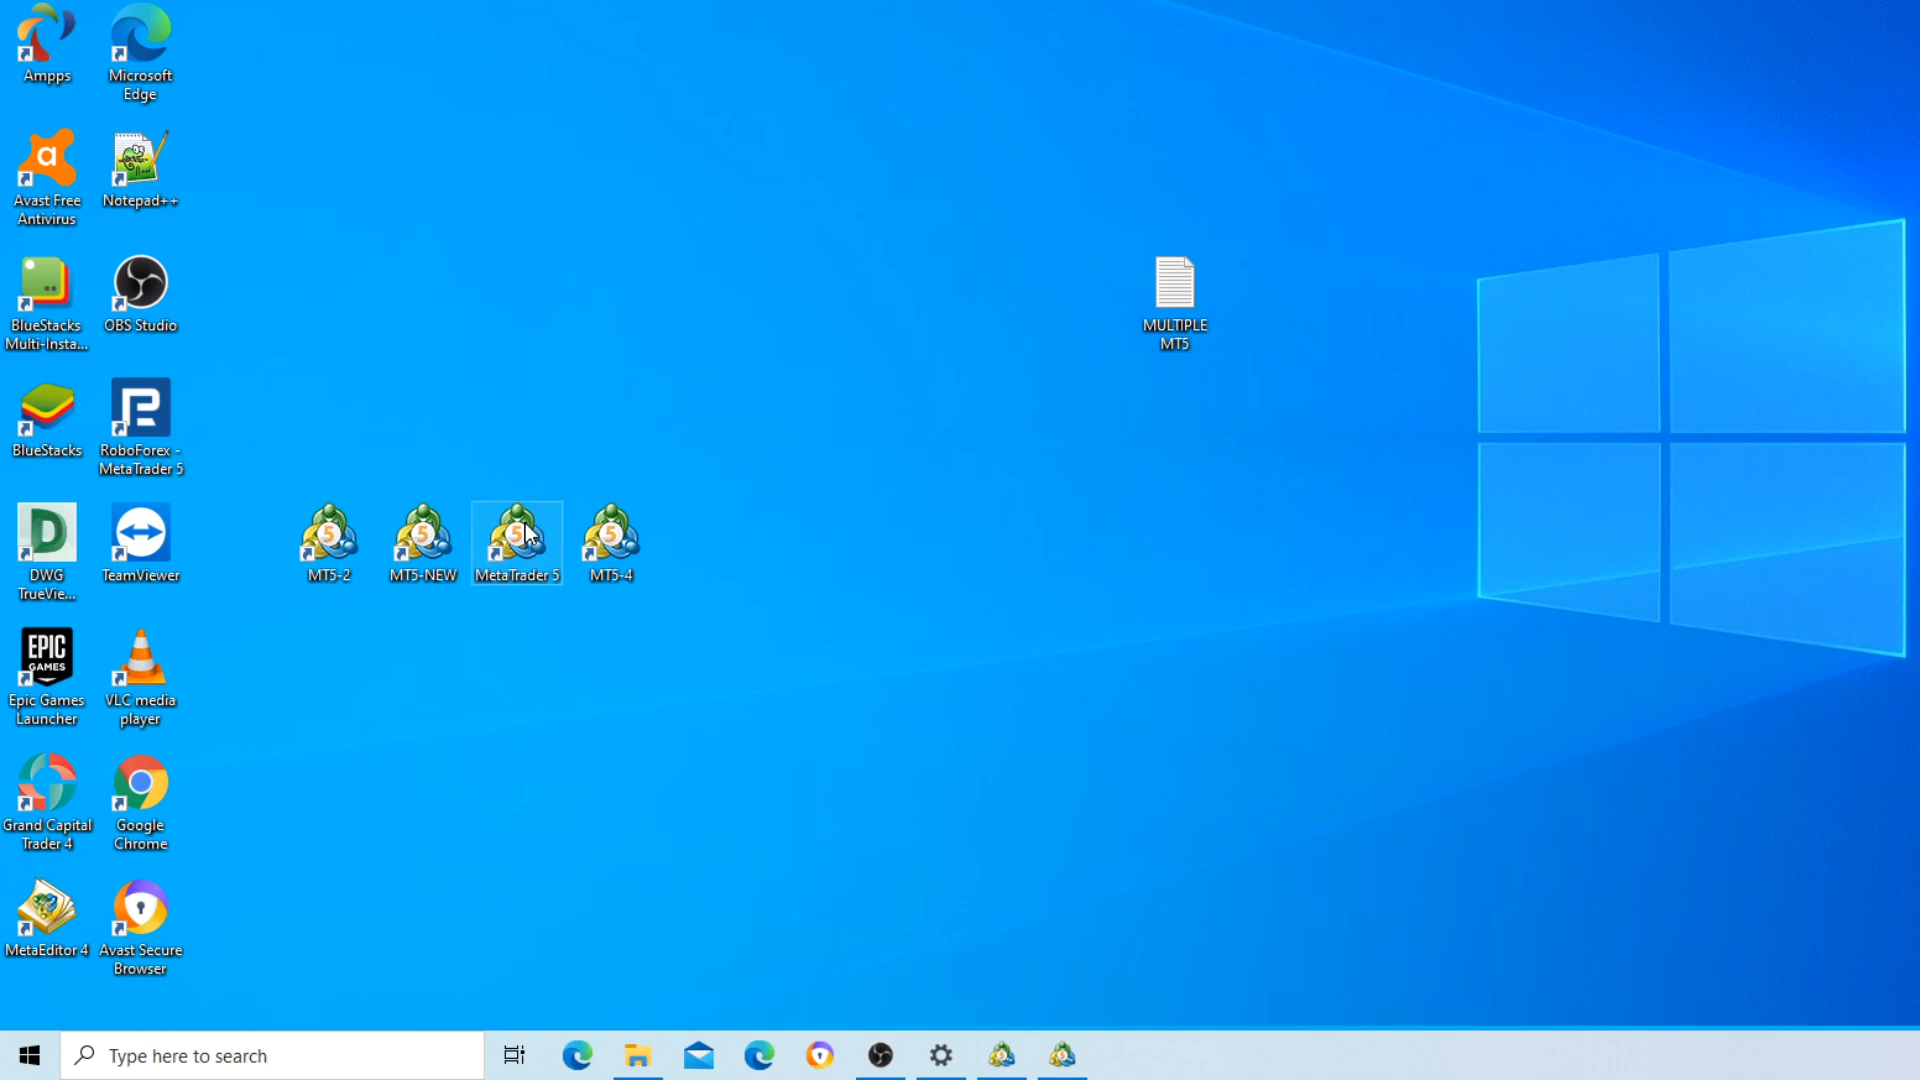 Ampps
Microsoft
Edge
Avast Free
Antivirus
Notepad++
BlueStacks
Multi-Insta...
OBS Studio
MULTIPLE
MT5
BlueStacks
RoboForex -
MetaTrader 5
DWG
TrueVie...
TeamViewer
MT5-2
MT5-NEW
MetaTrader 5
MT5-4
EPIC
GAMES
Epic Games
Launcher
VLC media
player
Grand Capital
Trader 4
Google
Chrome
MetaEditor 4
Avast Secure
Browser
Type here to search